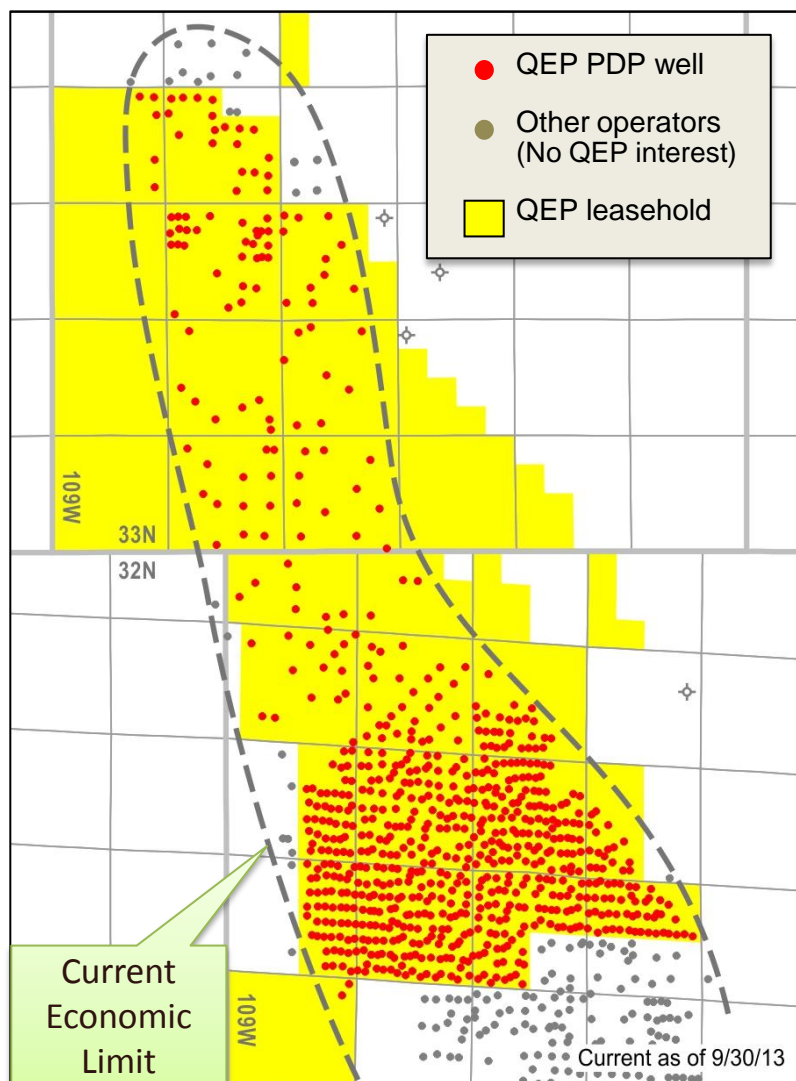 QEP PDP well
Other operators
(No QEP interest)
QEP leasehold
109W
33N
32N
Current
Economic
Limit
109W
Current as of 9/30/13